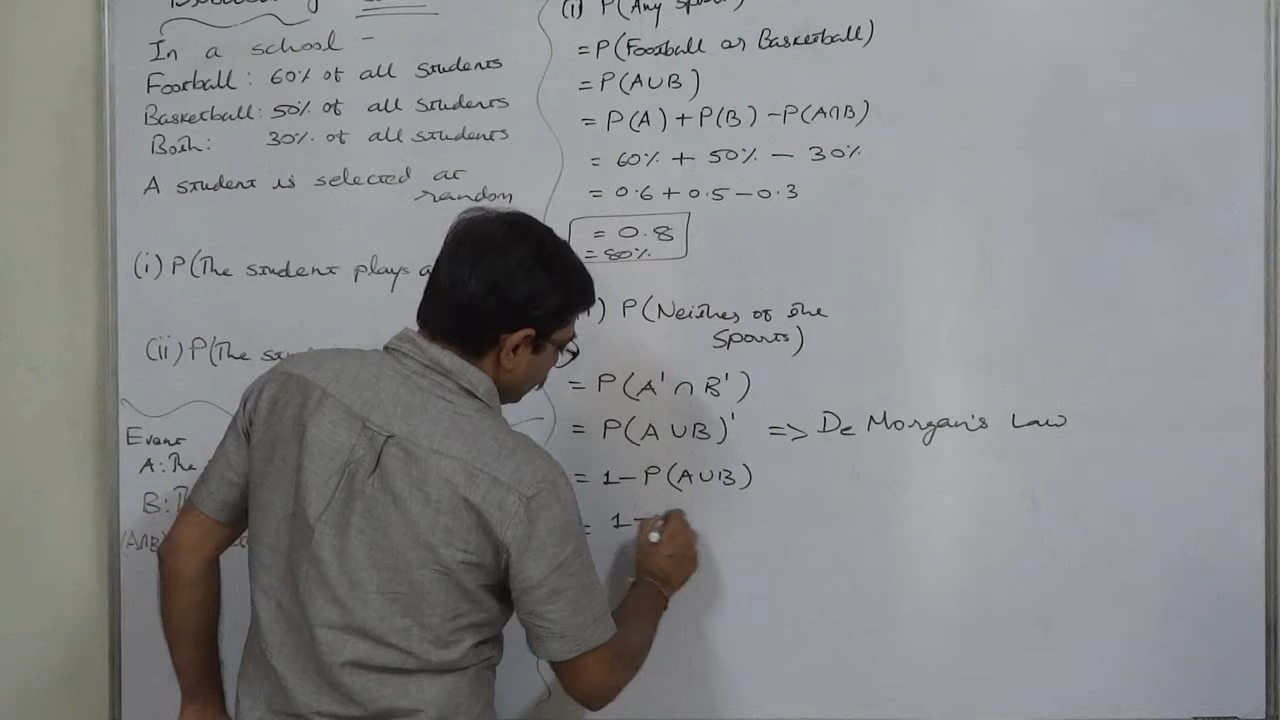 In a school -
Football: 60% of all students
Basketball: 50% of all students
Both: 30% of all students
A student is selected at
random
(i) P(The student plays
(ii) P(The
Event
A: The
B:
(A∩B)
(i) P(Any
= P(Football or Basketball)
= P(A∪B)
= P(A) + P(B) - P(A∩B)
= 60% + 50% - 30%
= 0.6 + 0.5 - 0.3
= 0.8
= 80%
) P(Neither of the
sports)
= P(A' ∩ B')
= P(A ∪ B)' => De Morgan's Law
= 1 - P(A∪B)
= 1 -